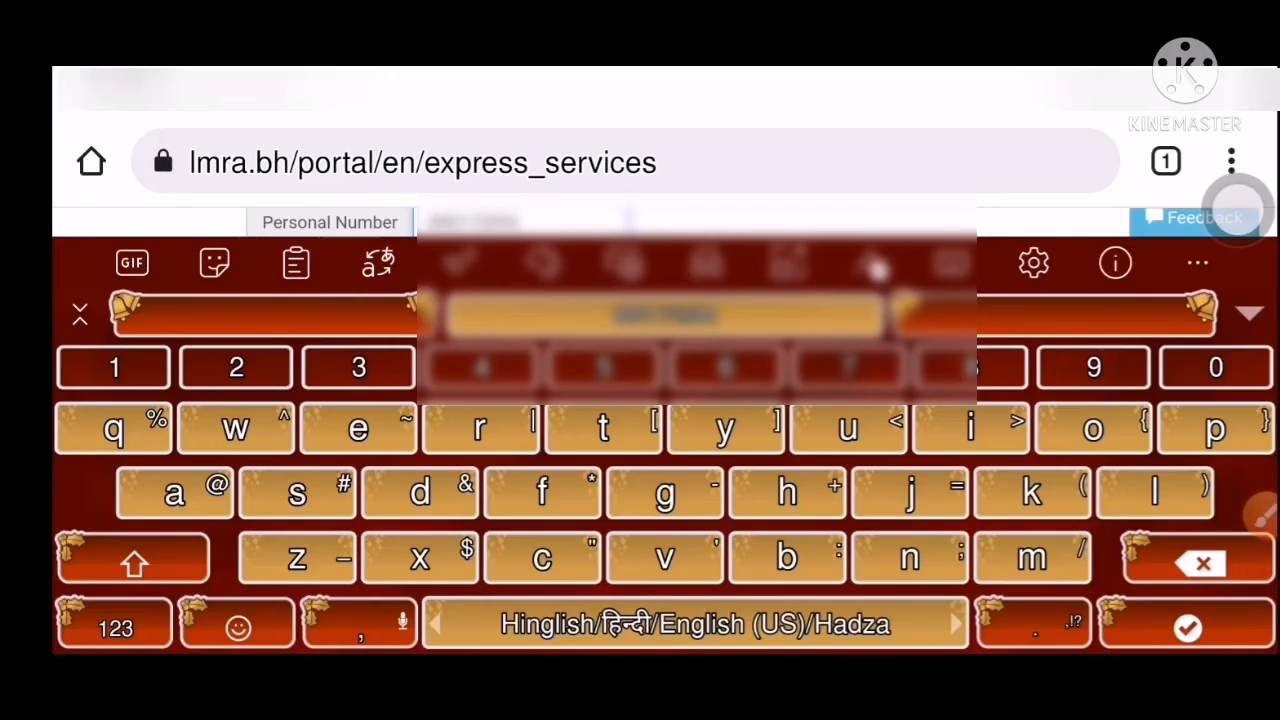 KINEMASTER
lmra.bh/portal/en/express_services
1
Personal Number
Feedback
GIF
1 2 3 9 0
q % w ^ e ~ r | t [ y ] u < i > o { p }
a @ s # d & f * g - h + j = k ( l )
z _ x $ c " v ' b : n ; m /
123 , Hinglish/हिन्दी/English (US)/Hadza . ,!?